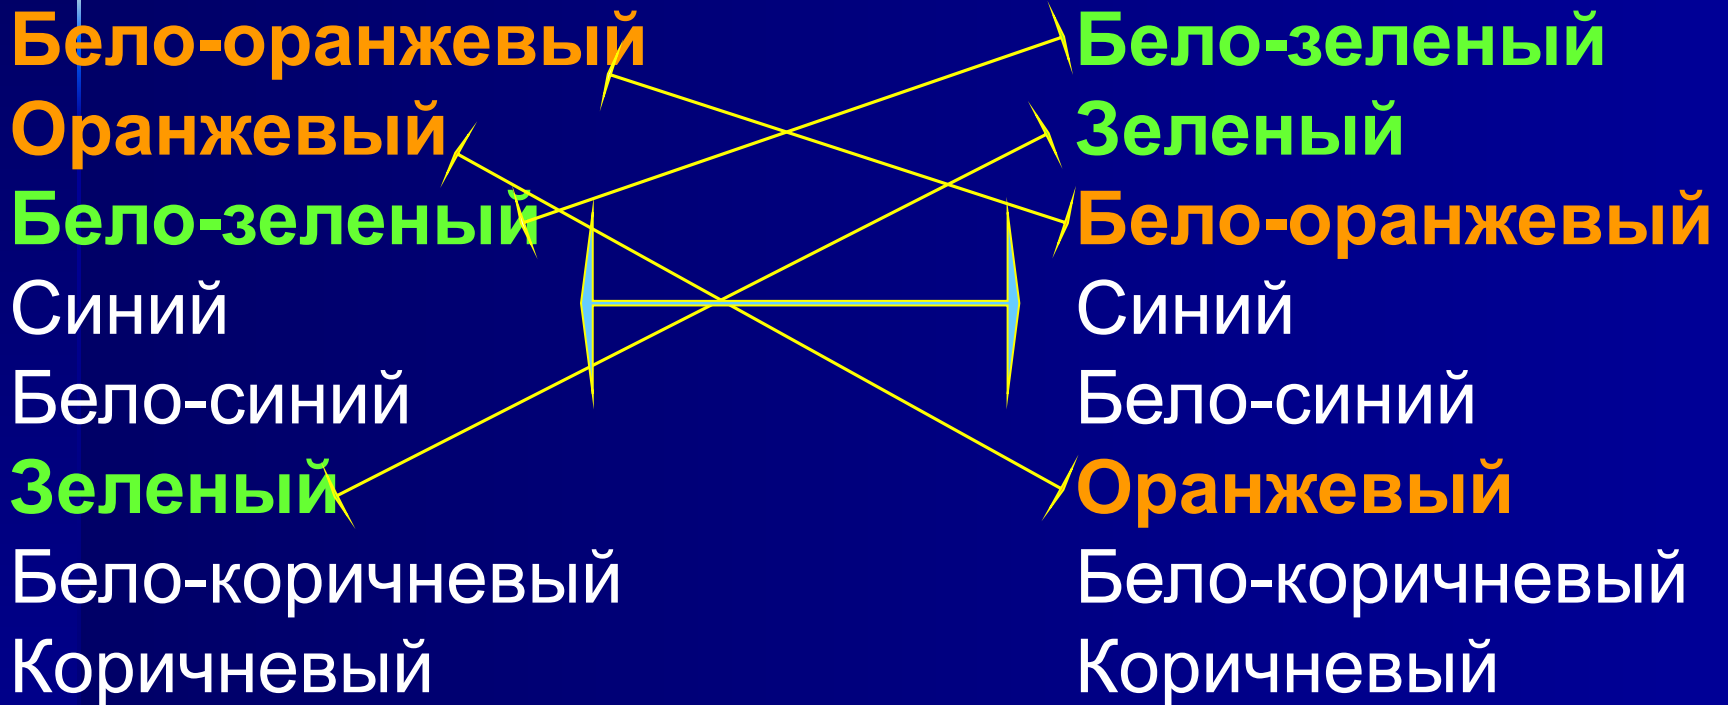 Бело-оранжевый
Оранжевый
Бело-зеленый
Синий
Бело-синий
Зеленый
Бело-коричневый
Коричневый
Бело-зеленый
Зеленый
Бело-оранжевый
Синий
Бело-синий
Оранжевый
Бело-коричневый
Коричневый